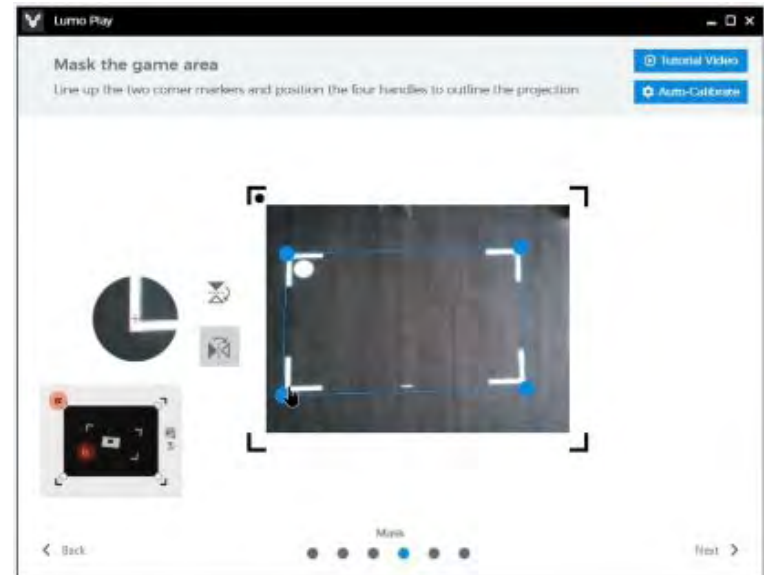 Lumo Play
Mask the game area
Line up the two corner markers and position the four handles to outline the projection
Tutorial Video
Auto-Calibrate
Mask
Back
Next